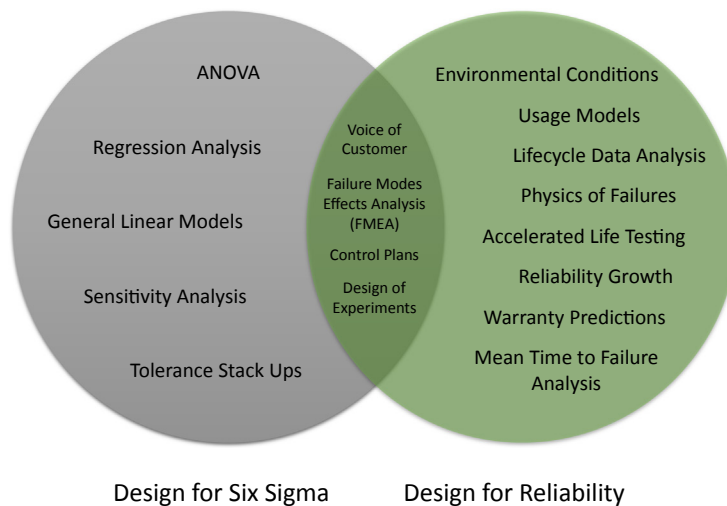 ANOVA
Regression Analysis
General Linear Models
Sensitivity Analysis
Tolerance Stack Ups
Voice of
Customer
Failure Modes
Effects Analysis
(FMEA)
Control Plans
Design of
Experiments
Environmental Conditions
Usage Models
Lifecycle Data Analysis
Physics of Failures
Accelerated Life Testing
Reliability Growth
Warranty Predictions
Mean Time to Failure
Analysis
Design for Six Sigma
Design for Reliability